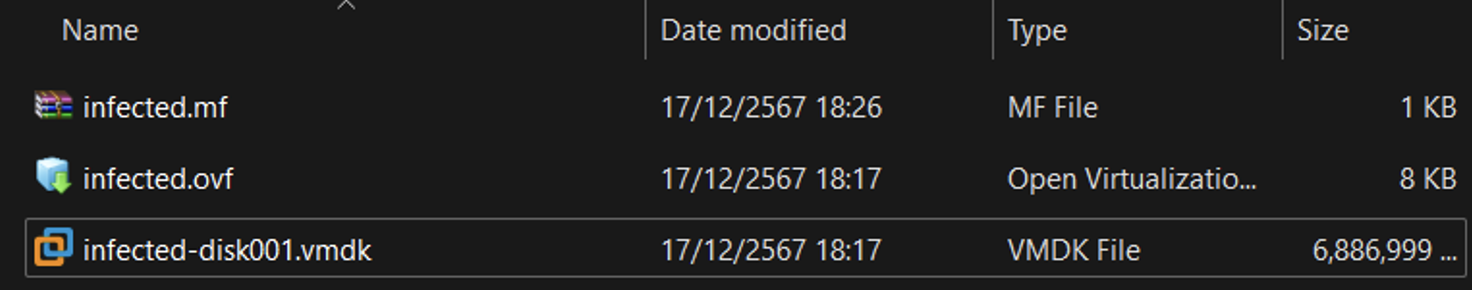 Name Date modified Type Size
infected.mf 17/12/2567 18:26 MF File 1 KB
infected.ovf 17/12/2567 18:17 Open Virtualizatio... 8 KB
infected-disk001.vmdk 17/12/2567 18:17 VMDK File 6,886,999 ...